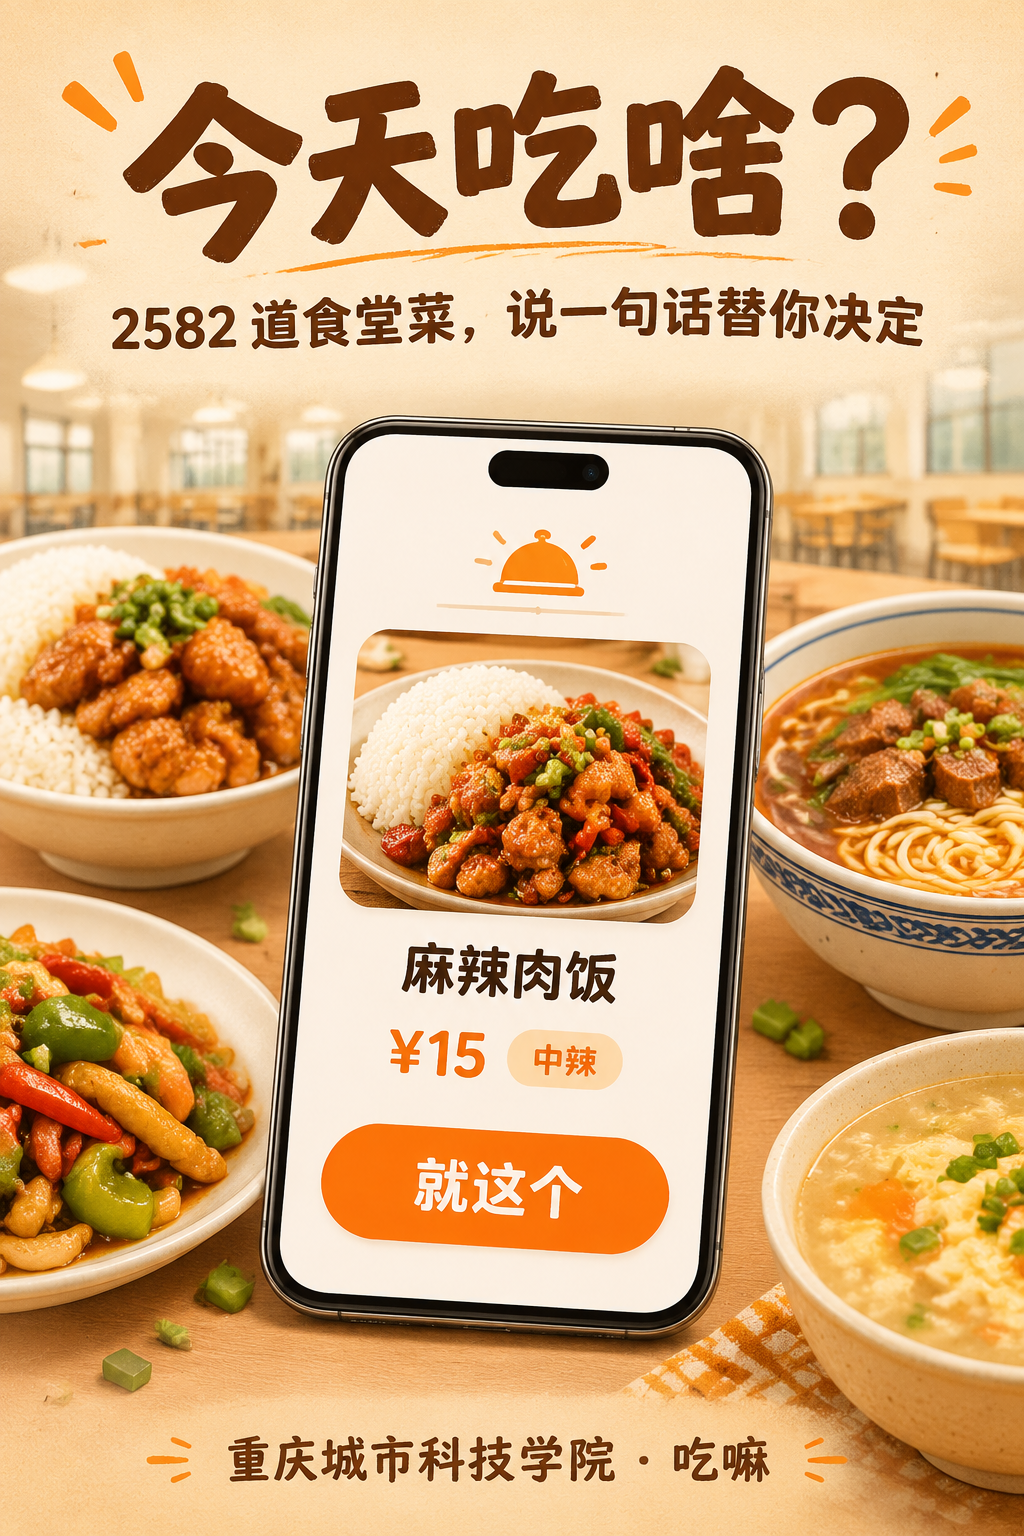 今天吃啥？
2582 道食堂菜，说一句话替你决定
麻辣肉饭
¥15 中辣
就这个
重庆城市科技学院 · 吃嘛